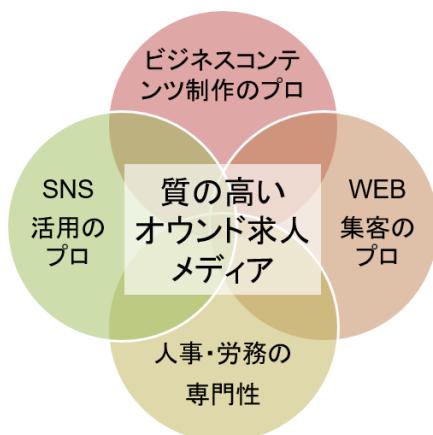 ビジネスコンテ
ンツ制作のプロ
SNS
活用の
プロ
質の高い
オウンド求人
メディア
WEB
集客の
プロ
人事・労務の
専門性